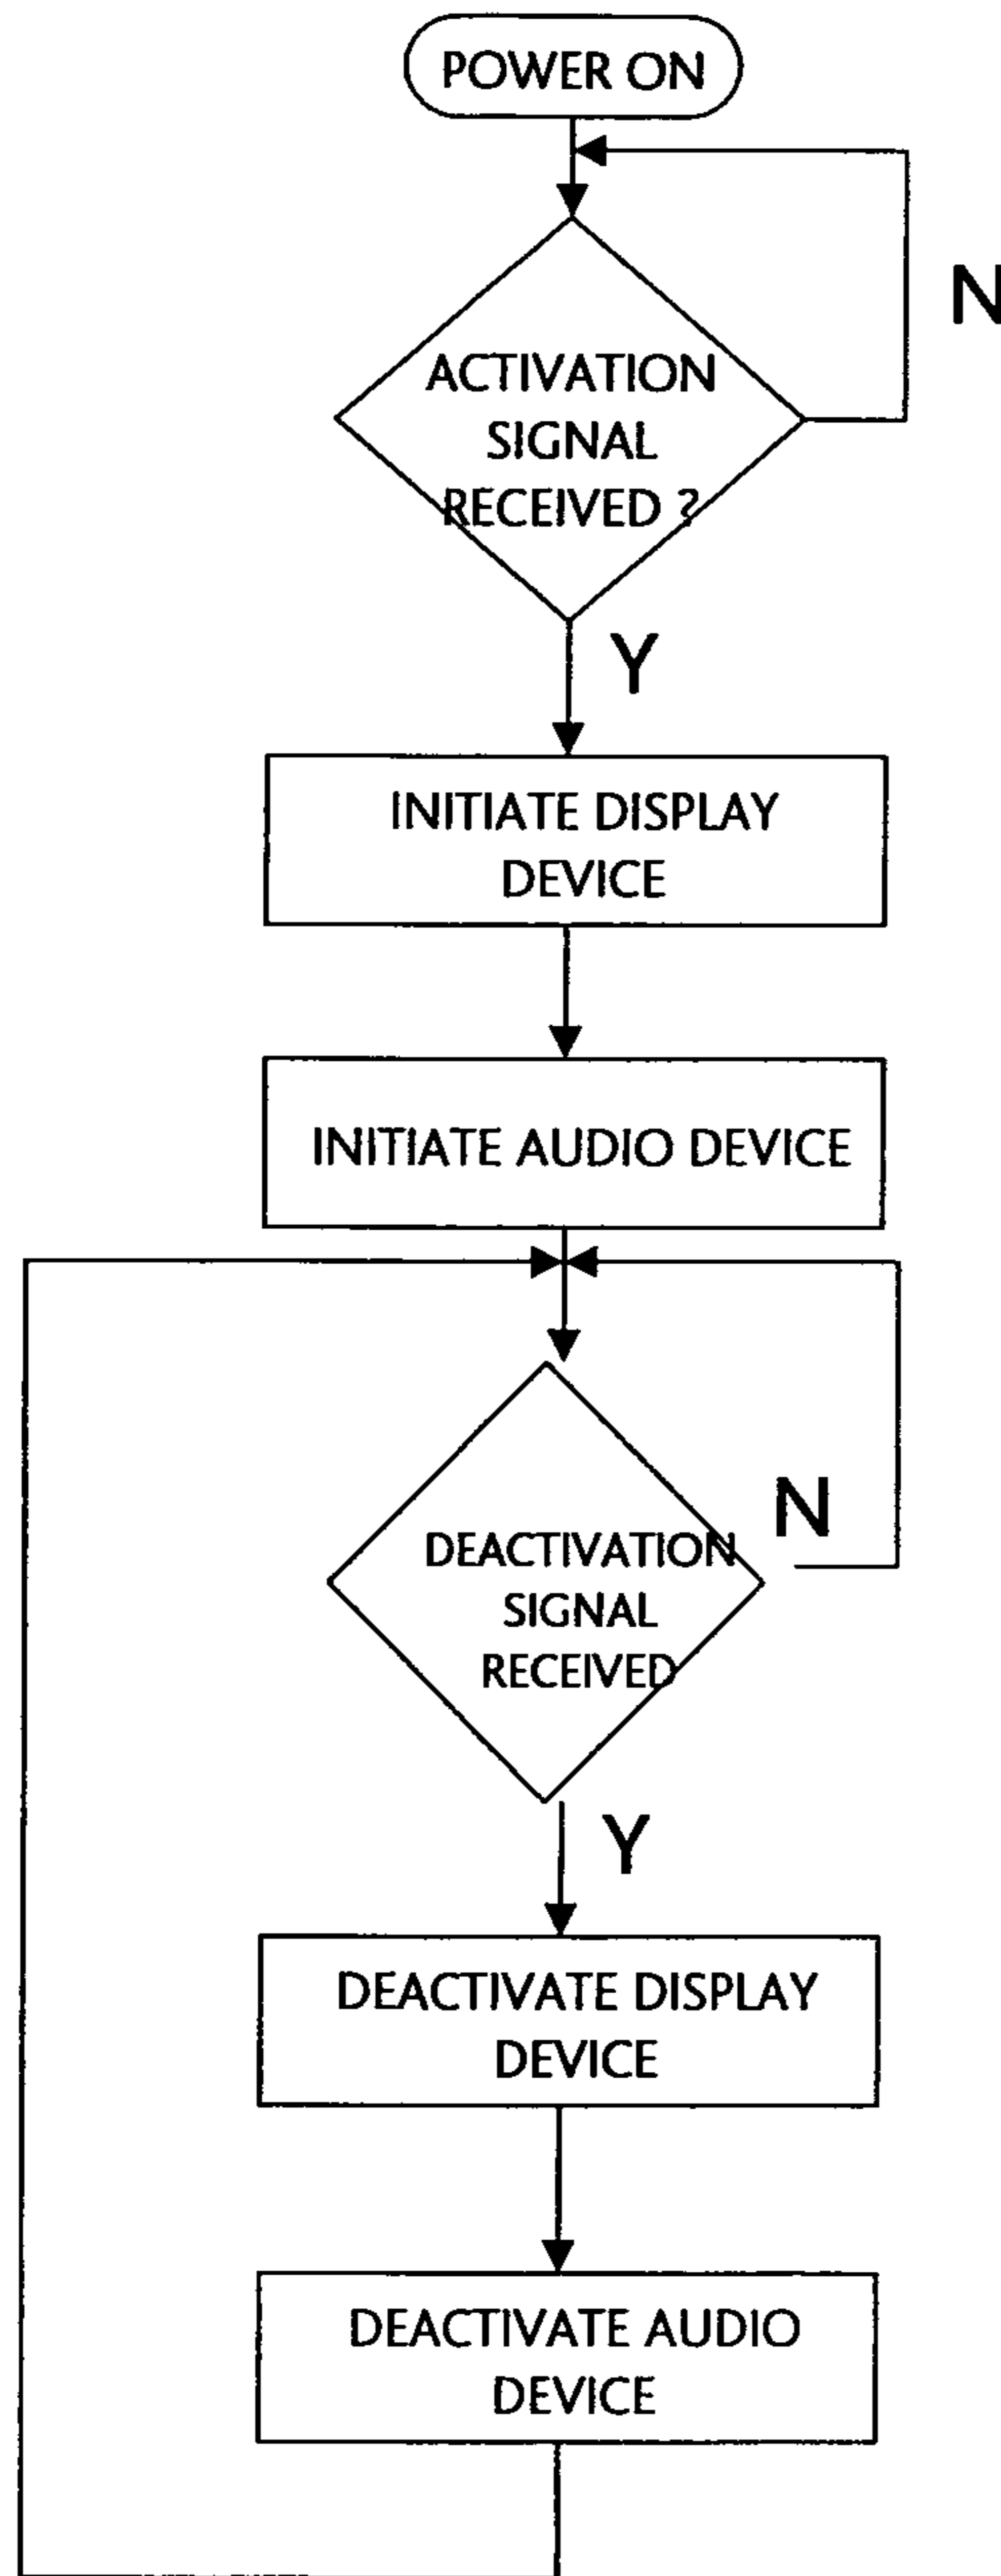 POWER ON
N
ACTIVATION
SIGNAL
RECEIVED ?
Y
INITIATE DISPLAY
DEVICE
INITIATE AUDIO DEVICE
N
DEACTIVATION
SIGNAL
RECEIVED
Y
DEACTIVATE DISPLAY
DEVICE
DEACTIVATE AUDIO
DEVICE